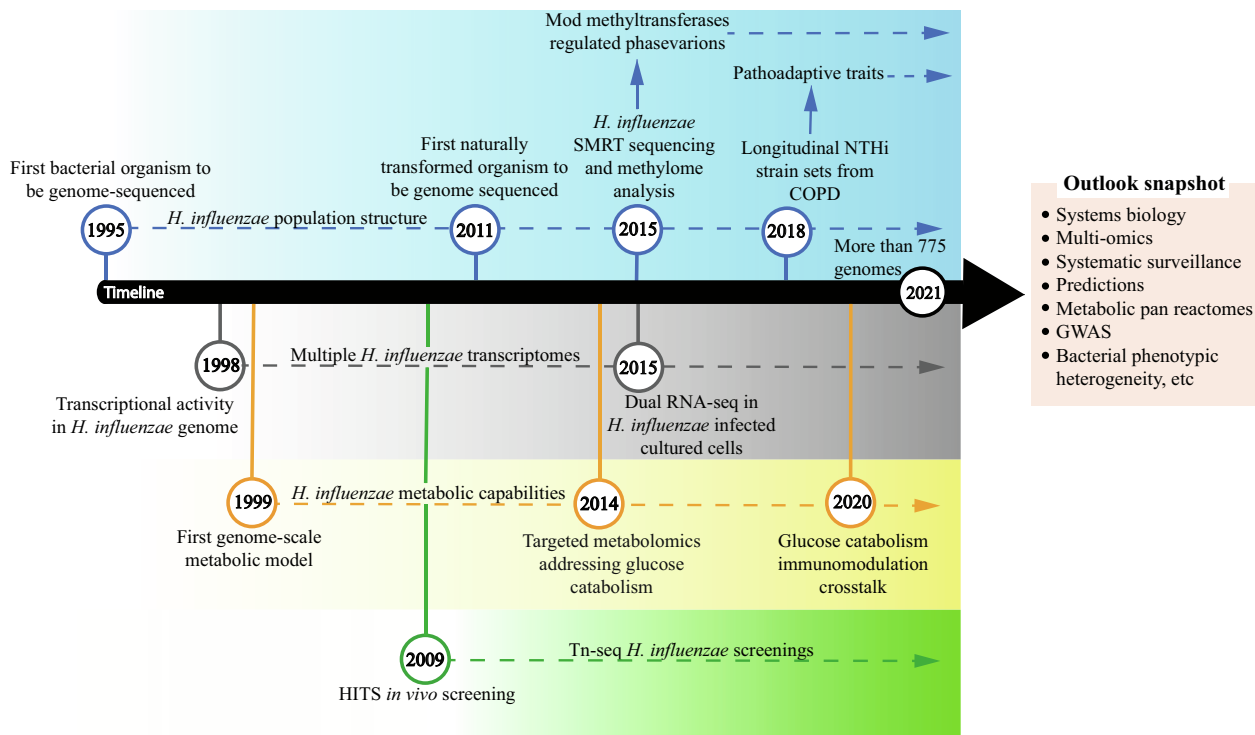 Mod methyltransferases
regulated phasevarions
Pathoadaptive traits
H. influenzae
SMRT sequencing
and methylome
analysis
First naturally
transformed organism to
be genome sequenced
Longitudinal NTHi
strain sets from
COPD
First bacterial organism to
be genome-sequenced
H. influenzae population structure
1995
2011
2015
2018
More than 775
genomes
Timeline
2021
Outlook snapshot
• Systems biology
• Multi-omics
• Systematic surveillance
• Predictions
• Metabolic pan reactomes
• GWAS
• Bacterial phenotypic
heterogeneity, etc
Multiple H. influenzae transcriptomes
1998
2015
Transcriptional activity
in H. influenzae genome
Dual RNA-seq in
H. influenzae infected
cultured cells
H. influenzae metabolic capabilities
1999
2014
2020
First genome-scale
metabolic model
Targeted metabolomics
addressing glucose
catabolism
Glucose catabolism
immunomodulation
crosstalk
Tn-seq H. influenzae screenings
2009
HITS in vivo screening